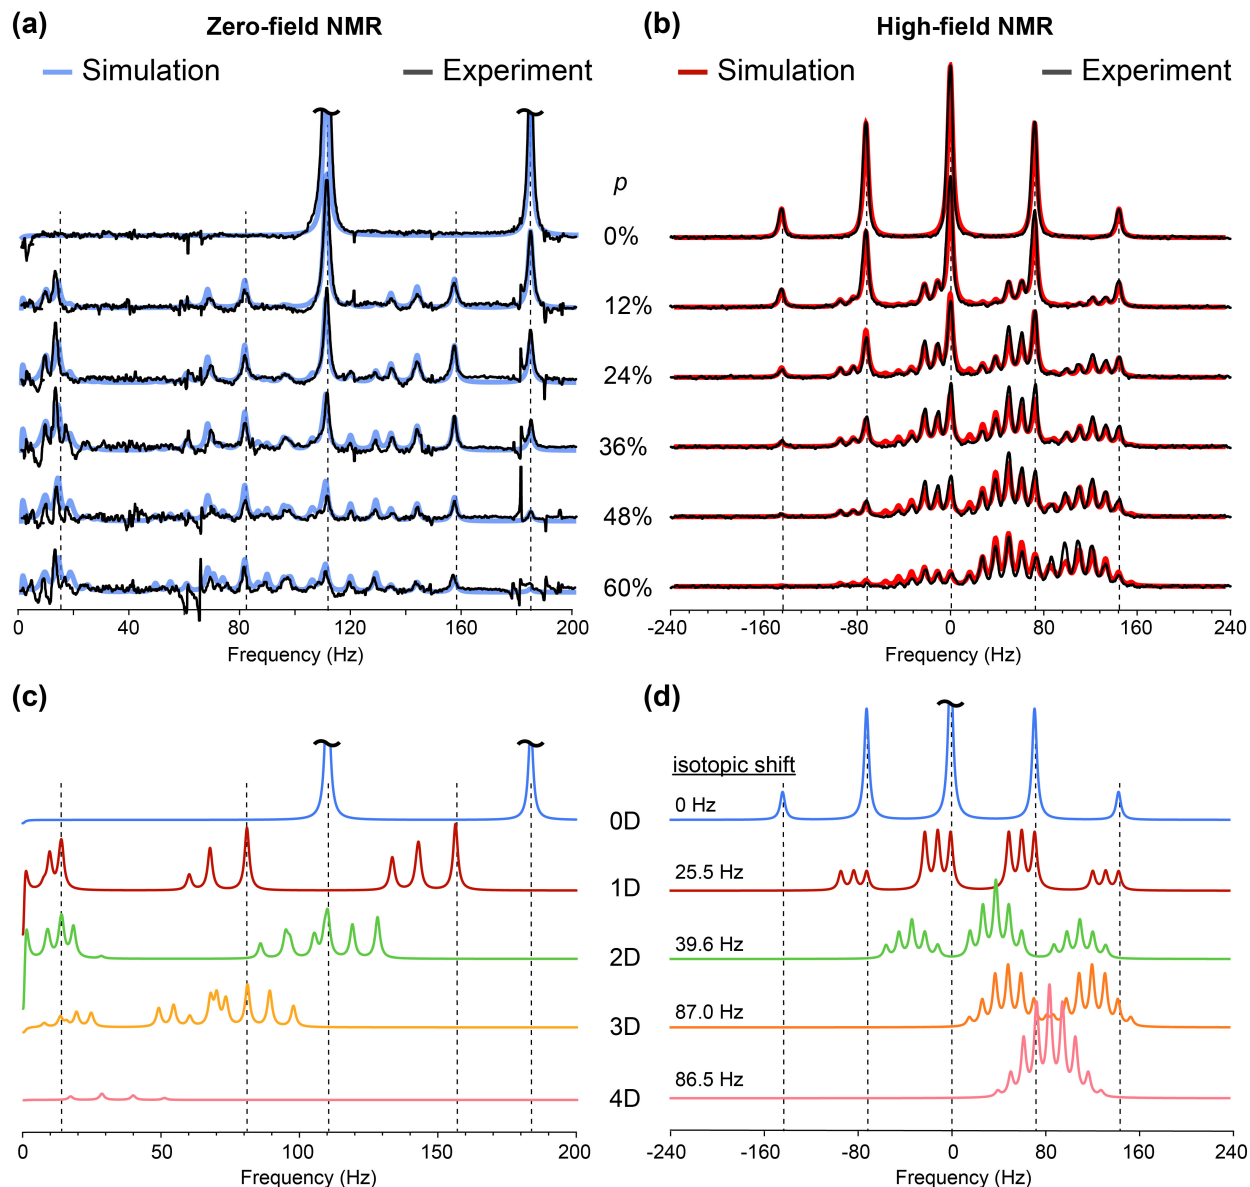 (a) Zero-field NMR
Simulation Experiment
p
0%
12%
24%
36%
48%
60%
0 40 80 120 160 200
Frequency (Hz)
(b) High-field NMR
Simulation Experiment
-240 -160 -80 0 80 160 240
Frequency (Hz)
(c)
0D
1D
2D
3D
4D
0 50 100 150 200
Frequency (Hz)
(d)
isotopic shift
0 Hz
25.5 Hz
39.6 Hz
87.0 Hz
86.5 Hz
-240 -160 -80 0 80 160 240
Frequency (Hz)